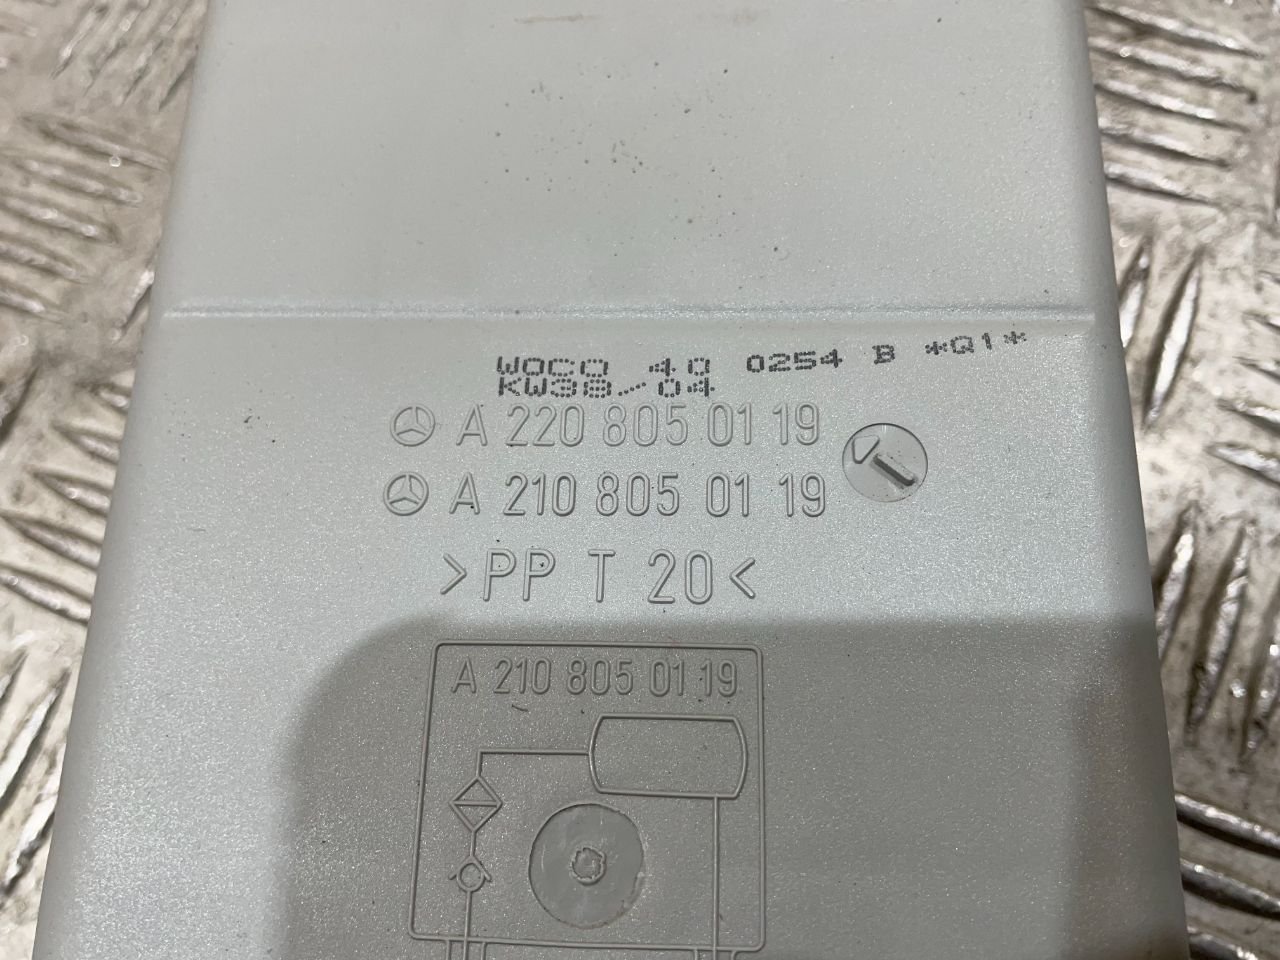 WOCO 40 0254 B *Q1*
KW38/04
A 220 805 01 19
A 210 805 01 19
>PP T 20<
A 210 805 01 19